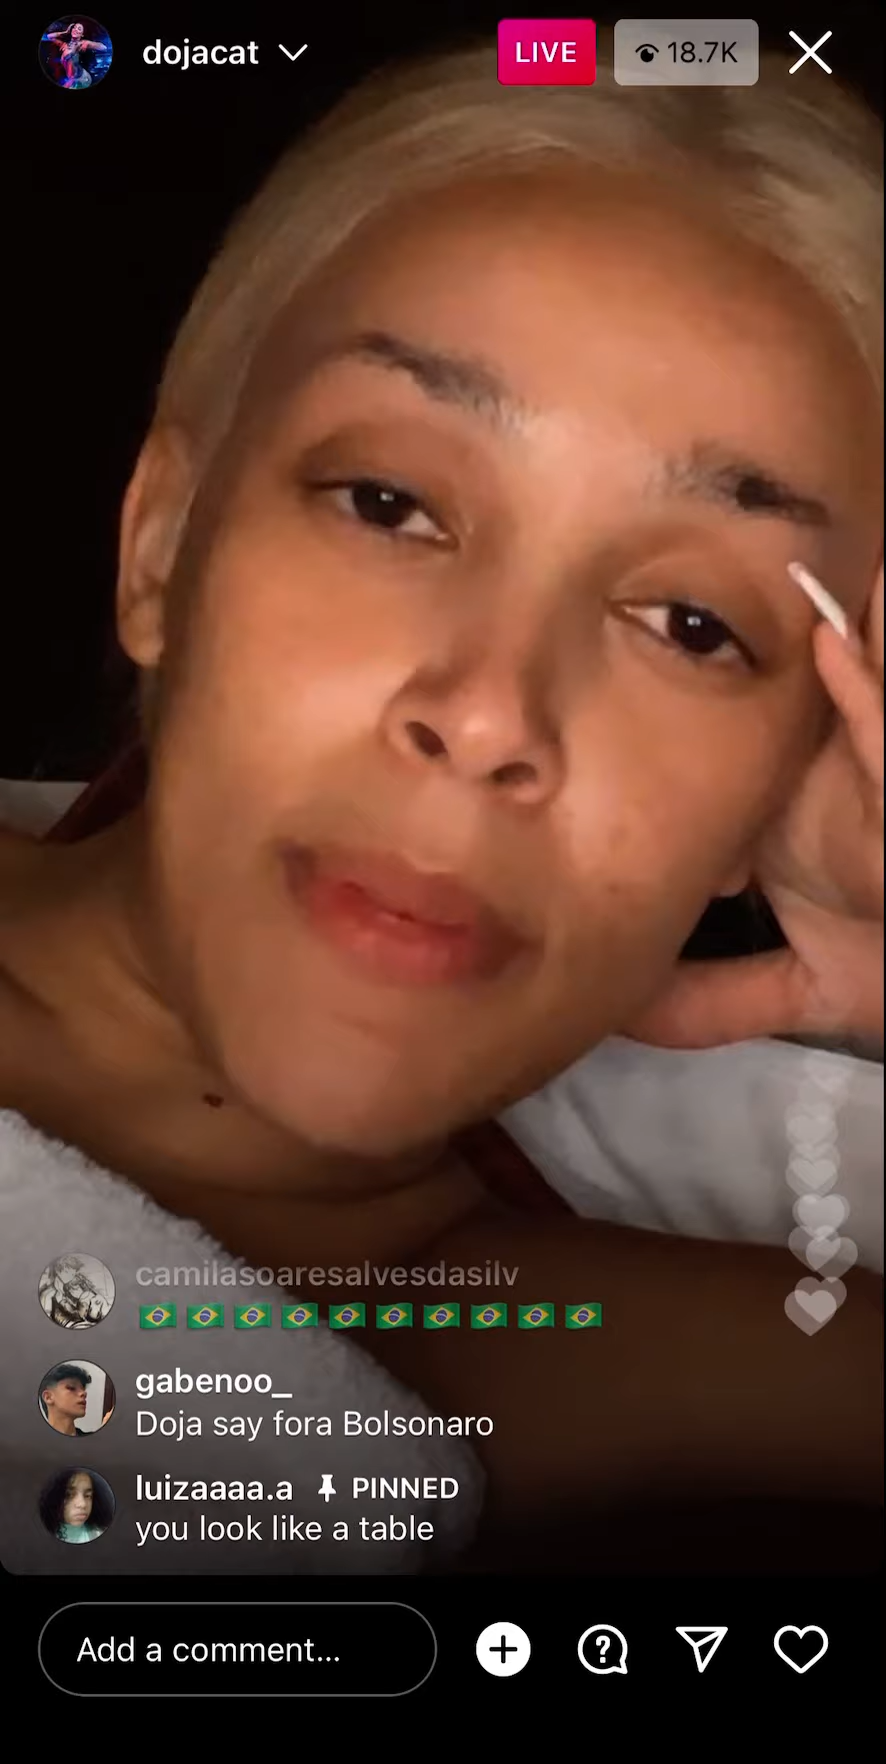 dojacat
LIVE
18.7K
camilasoaresalvesdasilv
🇧🇷🇧🇷🇧🇷🇧🇷🇧🇷🇧🇷🇧🇷🇧🇷🇧🇷🇧🇷
gabenoo_
Doja say fora Bolsonaro
luizaaaa.a PINNED
you look like a table
Add a comment...